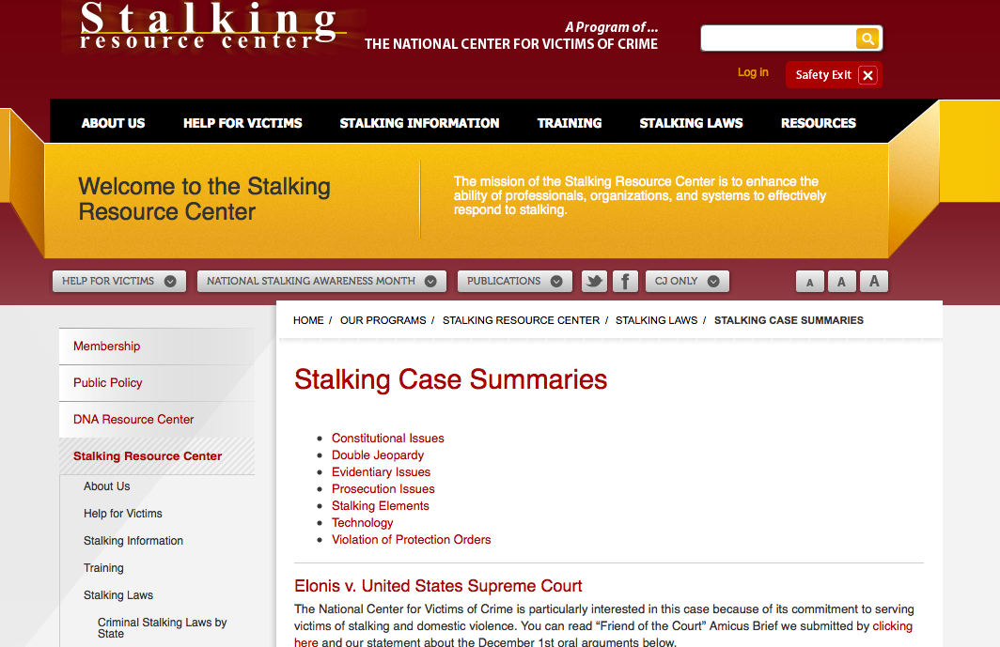 Stalking
resource center
A Program of ...
THE NATIONAL CENTER FOR VICTIMS OF CRIME
Log in
Safety Exit
ABOUT US HELP FOR VICTIMS STALKING INFORMATION TRAINING STALKING LAWS RESOURCES
Welcome to the Stalking
Resource Center
The mission of the Stalking Resource Center is to enhance the
ability of professionals, organizations, and systems to effectively
respond to stalking.
HELP FOR VICTIMS NATIONAL STALKING AWARENESS MONTH PUBLICATIONS CJ ONLY A A A
HOME / OUR PROGRAMS / STALKING RESOURCE CENTER / STALKING LAWS / STALKING CASE SUMMARIES
Membership
Public Policy
DNA Resource Center
Stalking Resource Center
About Us
Help for Victims
Stalking Information
Training
Stalking Laws
Criminal Stalking Laws by
State
Stalking Case Summaries
Constitutional Issues
Double Jeopardy
Evidentiary Issues
Prosecution Issues
Stalking Elements
Technology
Violation of Protection Orders
Elonis v. United States Supreme Court
The National Center for Victims of Crime is particularly interested in this case because of its commitment to serving
victims of stalking and domestic violence. You can read “Friend of the Court” Amicus Brief we submitted by clicking
here and our statement about the December 1st oral arguments below.